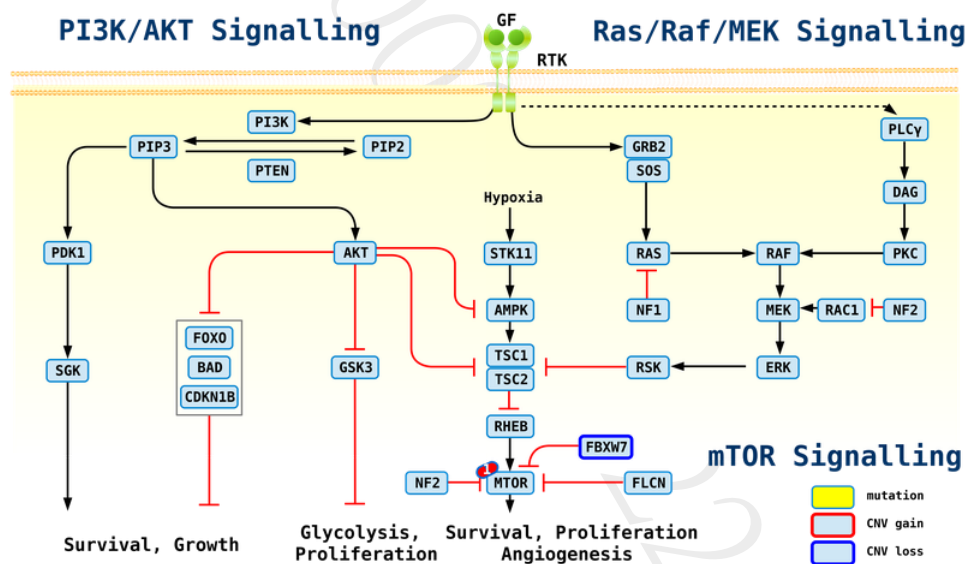 PI3K/AKT Signalling
GF
Ras/Raf/MEK Signalling
RTK
PI3K
PLCγ
PIP3
PIP2
GRB2
PTEN
SOS
DAG
Hypoxia
PDK1
AKT
STK11
RAS
RAF
PKC
AMPK
NF1
MEK
RAC1
NF2
FOXO
TSC1
SGK
BAD
GSK3
TSC2
RSK
ERK
CDKN1B
RHEB
FBXW7
mTOR Signalling
1
NF2
MTOR
FLCN
mutation
CNV gain
CNV loss
Survival, Growth
Glycolysis,
Proliferation
Survival, Proliferation
Angiogenesis